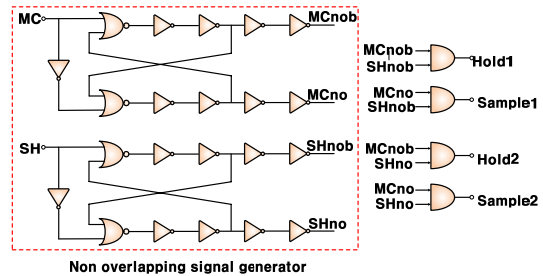 MC
MCnob
MCno
SH
SHnob
SHno
MCnob
SHnob
Hold1
MCno
SHnob
Sample1
MCnob
SHno
Hold2
MCno
SHno
Sample2
Non overlapping signal generator